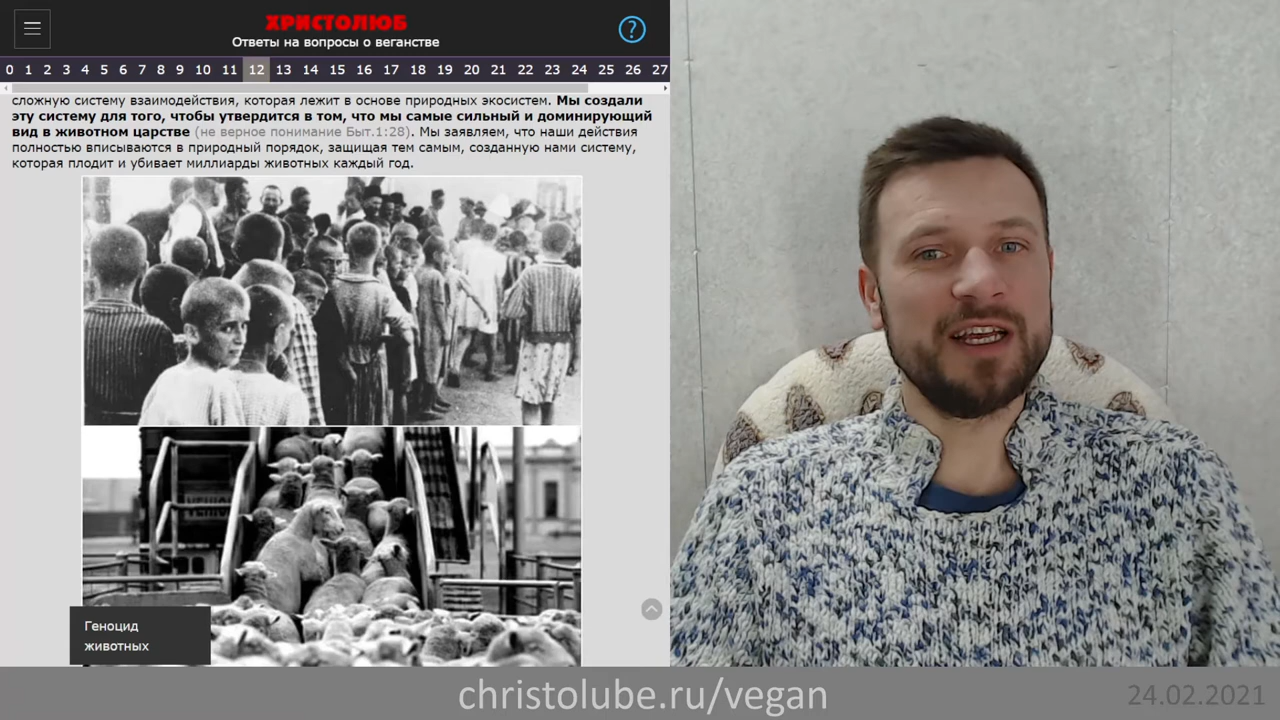 ХРИСТОЛЮБ
Ответы на вопросы о веганстве
?
0 1 2 3 4 5 6 7 8 9 10 11 12 13 14 15 16 17 18 19 20 21 22 23 24 25 26 27
сложную систему взаимодействия, которая лежит в основе природных экосистем. Мы создали
эту систему для того, чтобы утвердится в том, что мы самые сильный и доминирующий
вид в животном царстве (не верное понимание Быт.1:28). Мы заявляем, что наши действия
полностью вписываются в природный порядок, защищая тем самым, созданную нами систему,
которая плодит и убивает миллиарды животных каждый год.
Геноцид
животных
christolube.ru/vegan
24.02.2021